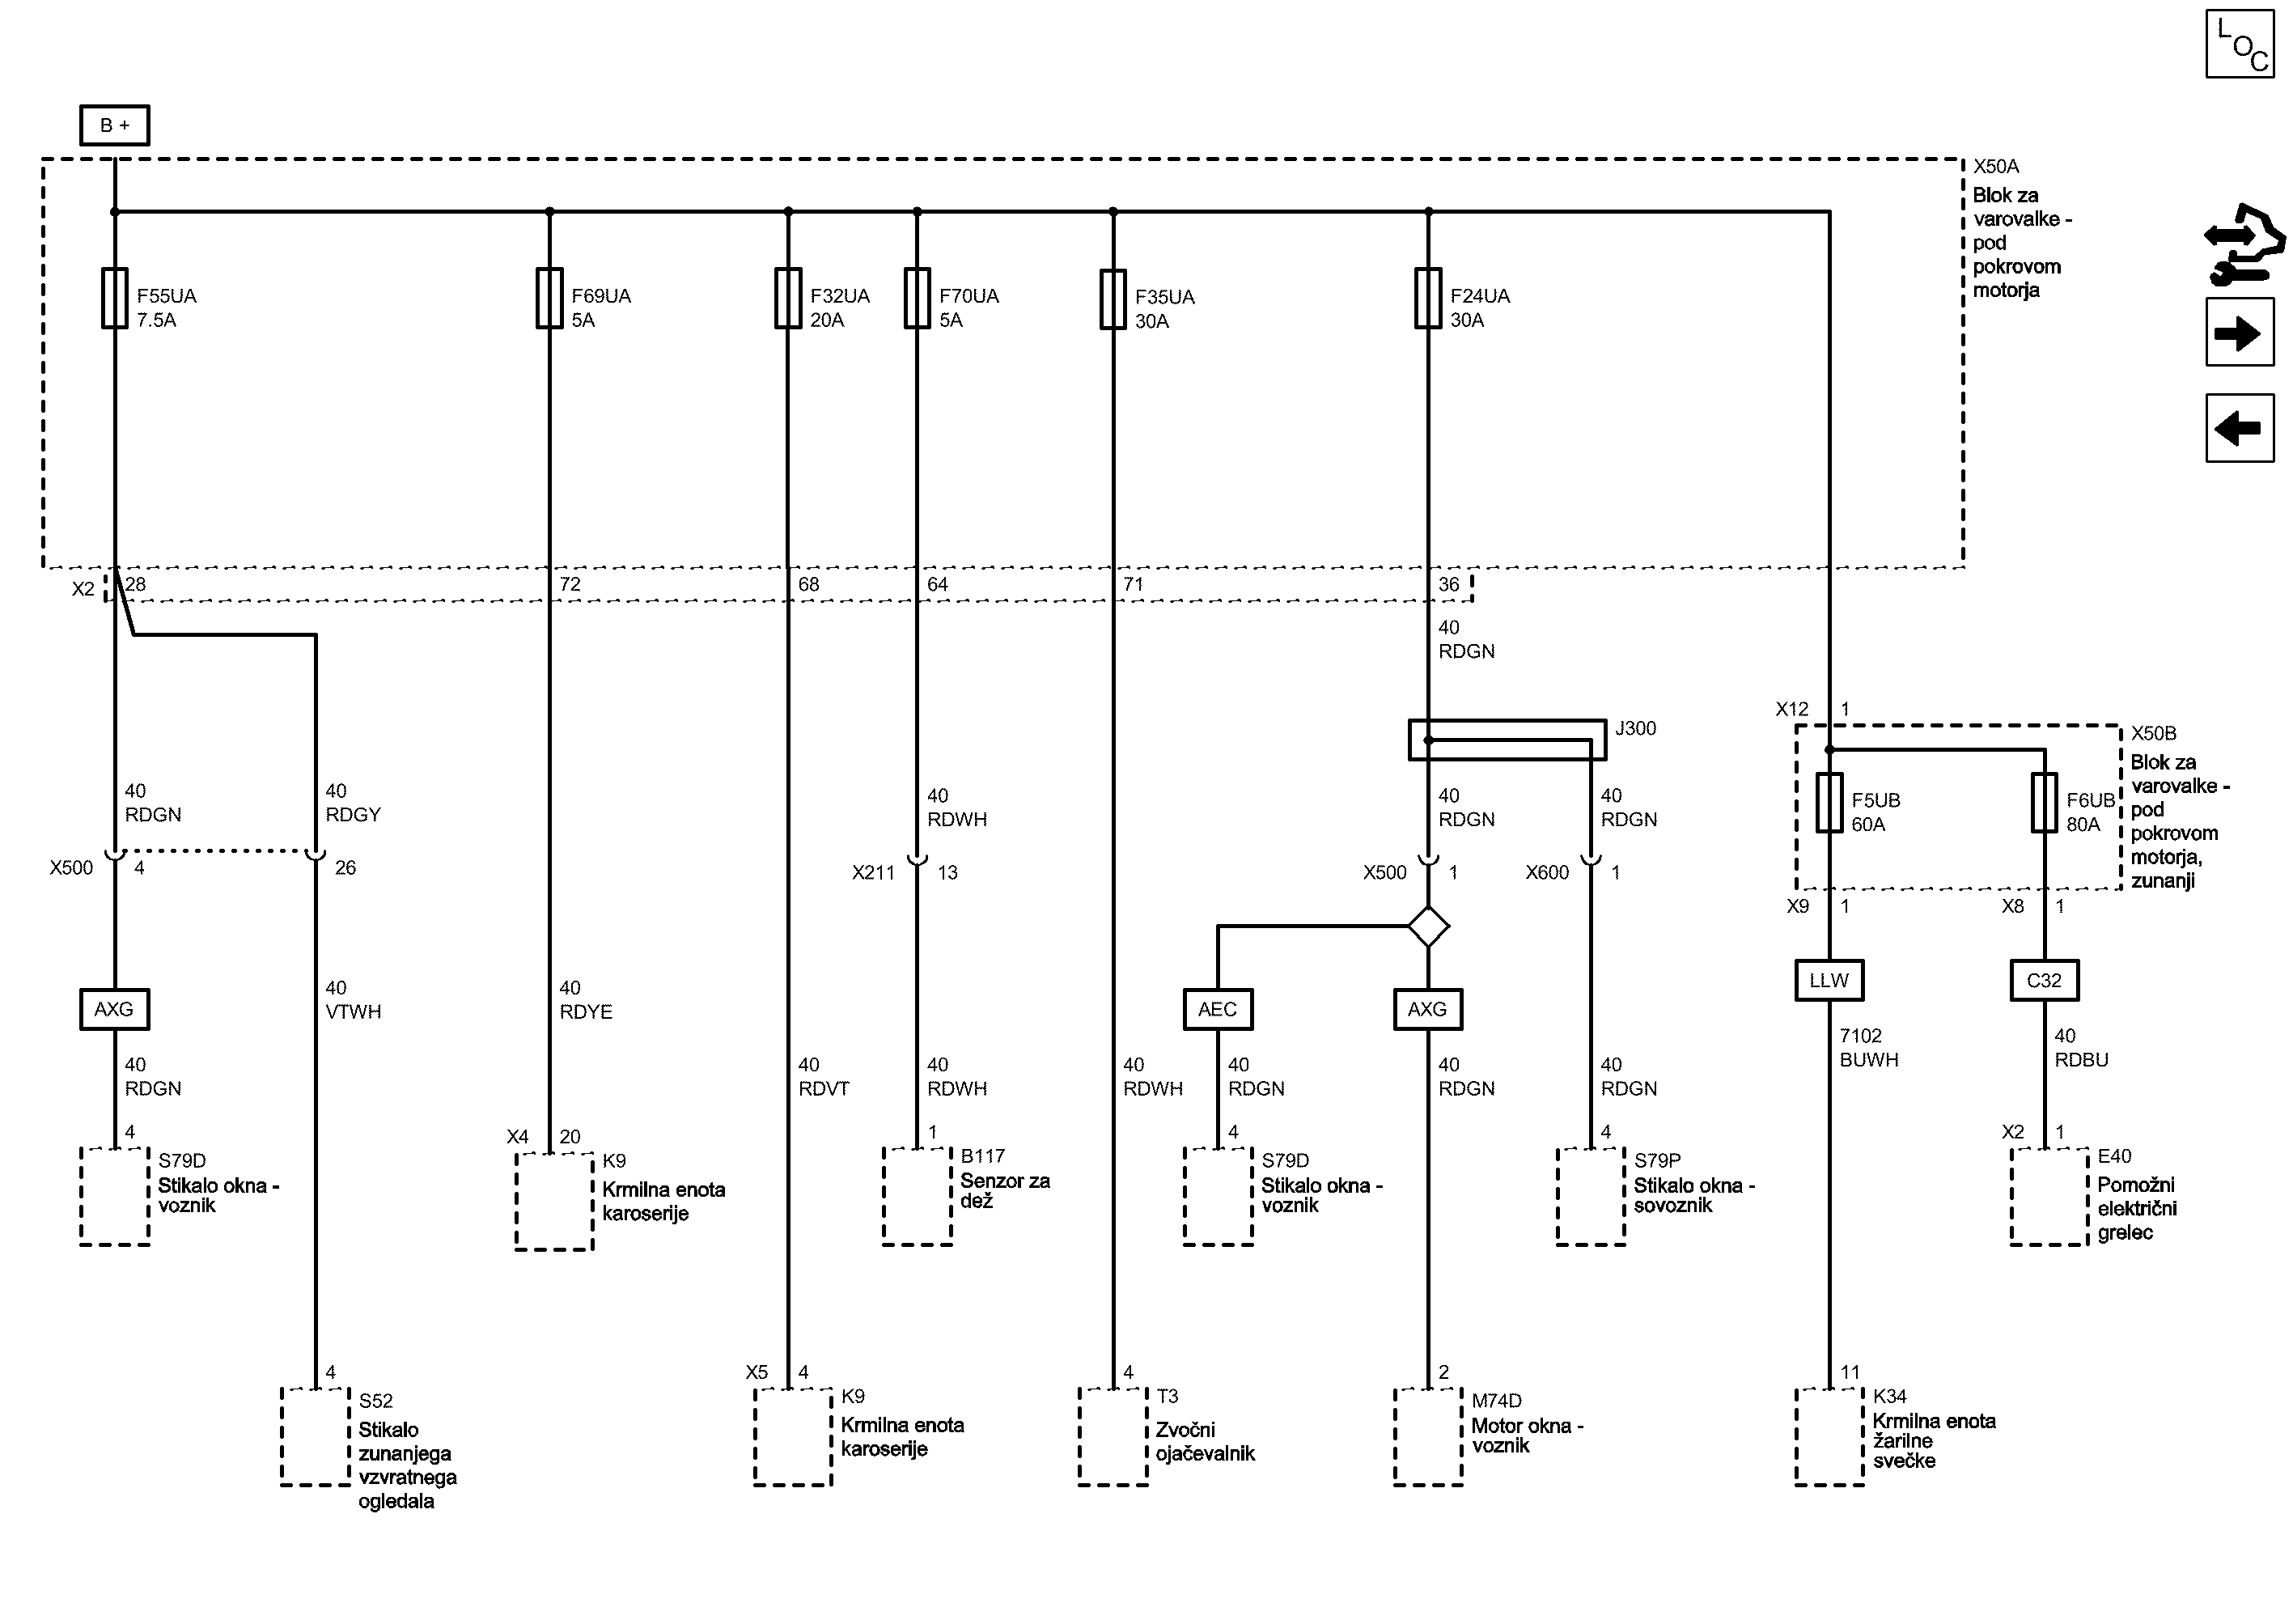 LOC
B +
X50A
Blok za
varovalke -
pod
pokrovom
motorja
F55UA
7.5A
F69UA
5A
F32UA
20A
F70UA
5A
F35UA
30A
F24UA
30A
X2
28
72
68
64
71
36
40
RDGN
J300
X12
1
X50B
Blok za
varovalke -
pod
pokrovom
motorja,
zunanji
F5UB
60A
F6UB
80A
40
RDGN
40
RDGY
40
RDWH
40
RDGN
40
RDGN
X500
4
26
X211
13
X500
1
X600
1
X9
1
X8
1
AXG
AEC
AXG
LLW
C32
40
VTWH
40
RDYE
7102
BUWH
40
RDBU
40
RDGN
40
RDVT
40
RDWH
40
RDWH
40
RDGN
40
RDGN
40
RDGN
4
S79D
Stikalo okna -
voznik
X4
20
K9
Krmilna enota
karoserije
1
B117
Senzor za
dež
4
S79D
Stikalo okna -
voznik
4
S79P
Stikalo okna -
sovoznik
X2
1
E40
Pomožni
električni
grelec
4
S52
Stikalo
zunanjega
vzvratnega
ogledala
X5
4
K9
Krmilna enota
karoserije
4
T3
Zvočni
ojačevalnik
2
M74D
Motor okna -
voznik
11
K34
Krmilna enota
žarilne
svečke